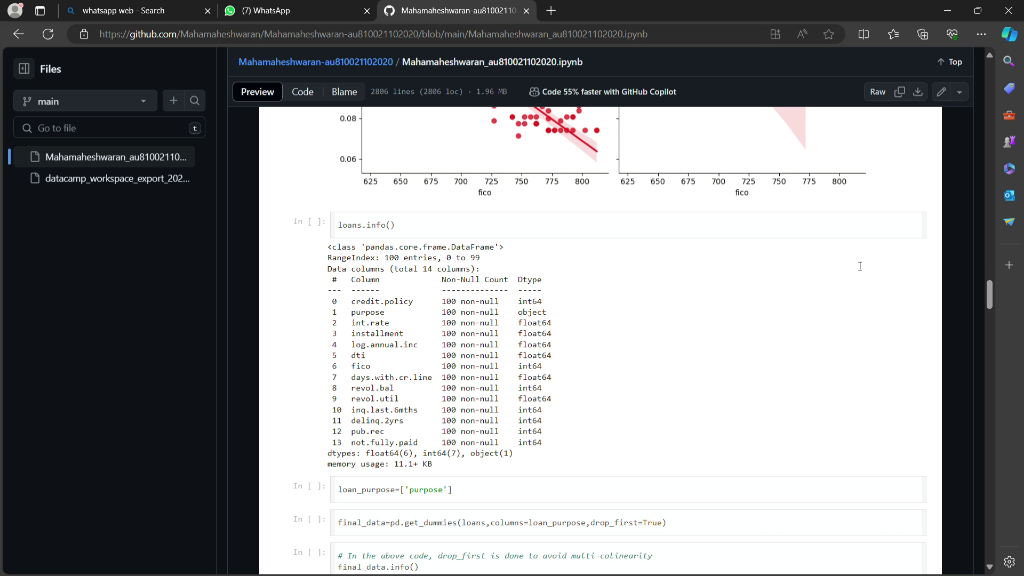 whatsapp web - Search
(7) WhatsApp
Mahamaheshwaran-au8100211020
https://github.com/Mahamaheshwaran/Mahamaheshwaran-au810021102020/blob/main/Mahamaheshwaran_au810021102020.ipynb
Files
main
Go to file
t
Mahamaheshwaran_au81002110...
datacamp_workspace_export_202...
Mahamaheshwaran-au810021102020 / Mahamaheshwaran_au810021102020.ipynb
Top
Preview Code Blame 2806 lines (2806 loc) · 1.96 MB Code 55% faster with GitHub Copilot
Raw
0.08
0.06
625 650 675 700 725 750 775 800
fico
625 650 675 700 725 750 775 800
fico
In [ ]: loans.info()
<class 'pandas.core.frame.DataFrame'>
RangeIndex: 100 entries, 0 to 99
Data columns (total 14 columns):
# Column Non-Null Count Dtype
--- ------ -------------- -----
0 credit.policy 100 non-null int64
1 purpose 100 non-null object
2 int.rate 100 non-null float64
3 installment 100 non-null float64
4 log.annual.inc 100 non-null float64
5 dti 100 non-null float64
6 fico 100 non-null int64
7 days.with.cr.line 100 non-null float64
8 revol.bal 100 non-null int64
9 revol.util 100 non-null float64
10 inq.last.6mths 100 non-null int64
11 delinq.2yrs 100 non-null int64
12 pub.rec 100 non-null int64
13 not.fully.paid 100 non-null int64
dtypes: float64(6), int64(7), object(1)
memory usage: 11.1+ KB
In [ ]: loan_purpose=['purpose']
In [ ]: final_data=pd.get_dummies(loans,columns=loan_purpose,drop_first=True)
In [ ]: # In the above code, drop_first is done to avoid multi-colinearity
final_data.info()